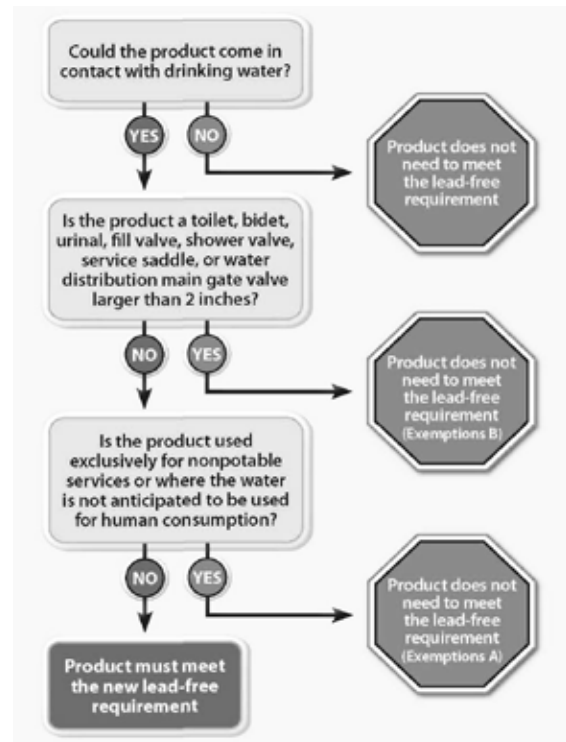 Could the product come in
contact with drinking water?
YES
NO
Product does not
need to meet
the lead-free
requirement
Is the product a toilet, bidet,
urinal, fill valve, shower valve,
service saddle, or water
distribution main gate valve
larger than 2 inches?
NO
YES
Product does not
need to meet
the lead-free
requirement
(Exemptions B)
Is the product used
exclusively for nonpotable
services or where the water
is not anticipated to be used
for human consumption?
NO
YES
Product does not
need to meet
the lead-free
requirement
(Exemptions A)
Product must meet
the new lead-free
requirement